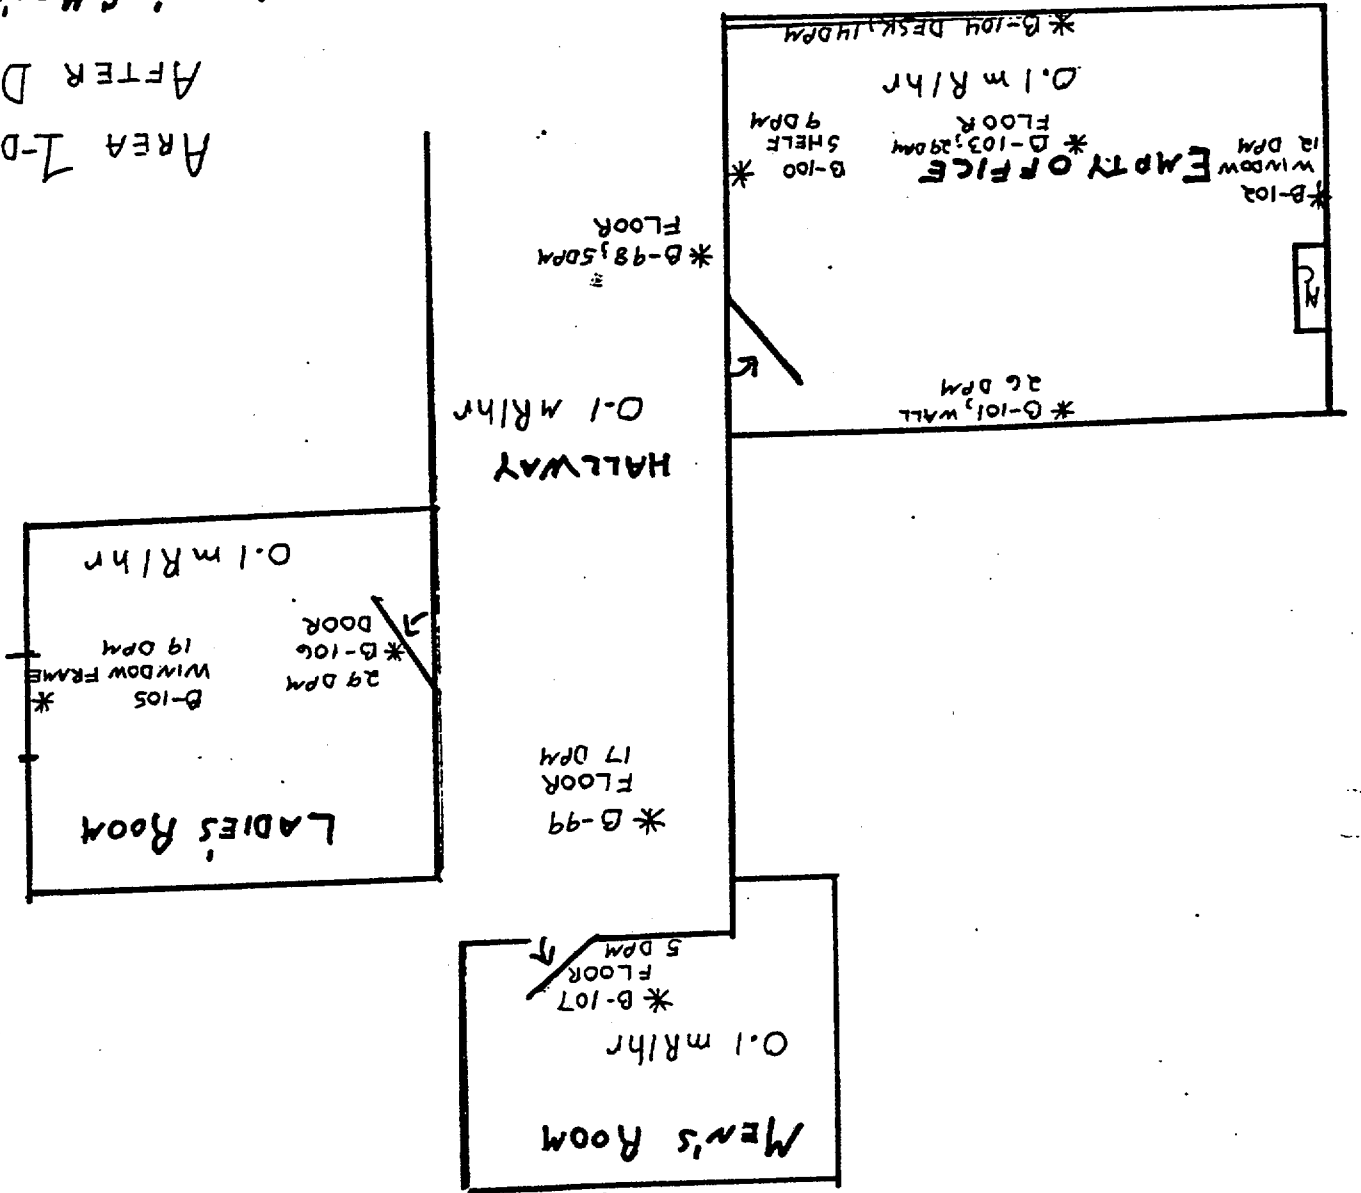 MEN'S ROOM
0.1 mR/hr
* B-107
FLOOR
5 DPM
LADIE'S ROOM
* B-99
FLOOR
17 DPM
B-105 *
WINDOW FRAME
19 DPM
29 DPM
* B-106
DOOR
0.1 mR/hr
HALLWAY
0.1 MR/hr
* B-98; 5DPM
FLOOR
* B-101, WALL
26 DPM
AC
* B-102
WINDOW
12 DPM
EMPTY OFFICE
* B-103; 29 DPM
FLOOR
B-100 *
SHELF
9 DPM
0.1 mR/hr
* B-104 DESK, 14 DPM
AREA I-D
AFTER D